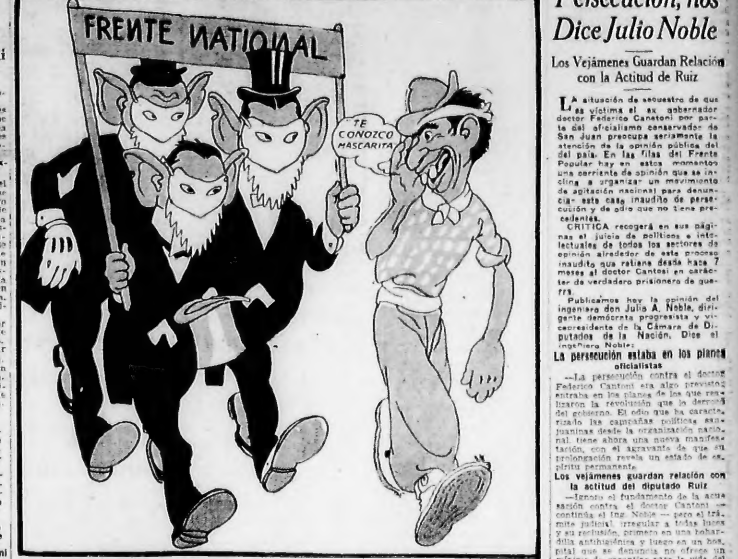 FRENTE NATIONAL
TE
CONOZCO
MASCARITA
Persecución, nos
Dice Julio Noble
Los Vejámenes Guardan Relación
con la Actitud de Ruiz
LA situación de secuestro de que
es víctima el ex gobernador
doctor Federico Cantoni por par-
te del oficialismo conservador de
San Juan preocupa seriamente la
atención de la opinión pública del
del país. En las filas del Frente
Popular hay en estos momentos
una corriente de opinión que se in-
clina a organizar un movimiento
de agitación nacional para denun-
ciar este caso inaudito de perse-
cución y de odio que no tiene pre-
cedentes.
CRITICA recogerá en sus pági-
nas el juicio de políticos e inte-
lectuales de todos los sectores de
opinión alrededor de este proceso
inaudito que retiene desde hace 7
meses al doctor Cantoni en carác-
ter de verdadero prisionero de gue-
rra.
Publicamos hoy la opinión del
ingeniero don Julio A. Noble, diri-
gente demócrata progresista y vi-
cepresidente de la Cámara de Di-
putados de la Nación. Dice el
ingeniero Noble:
La persecución estaba en los planes
oficialistas
—La persecución contra el doctor
Federico Cantoni era algo previsto;
entraba en los planes de los que rea-
lizaron la revolución que lo derrocó
del gobierno. El odio que ha caracte-
rizado las campañas políticas san-
juaninas desde la organización nacio-
nal, tiene ahora una nueva manifes-
tación, con el agravante de que su
prolongación revela un estado de es-
píritu permanente.
Los vejámenes guardan relación con
la actitud del diputado Ruiz
—Ignoro el fundamento de la acu-
sación contra el doctor Cantoni —
continúa el Ing. Noble — pero el trá-
mite judicial, irregular a todas luces
y su reclusión, primero en una bohar-
dilla antihigiénica y luego en un hos-
pital que se denuncia no ofrece un